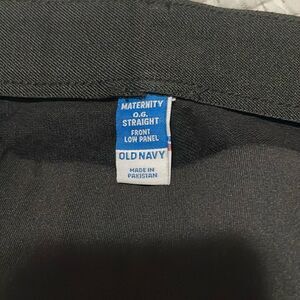 MATERNITY
O.G.
STRAIGHT
FRONT
LOW PANEL
OLD NAVY
MADE IN
PAKISTAN